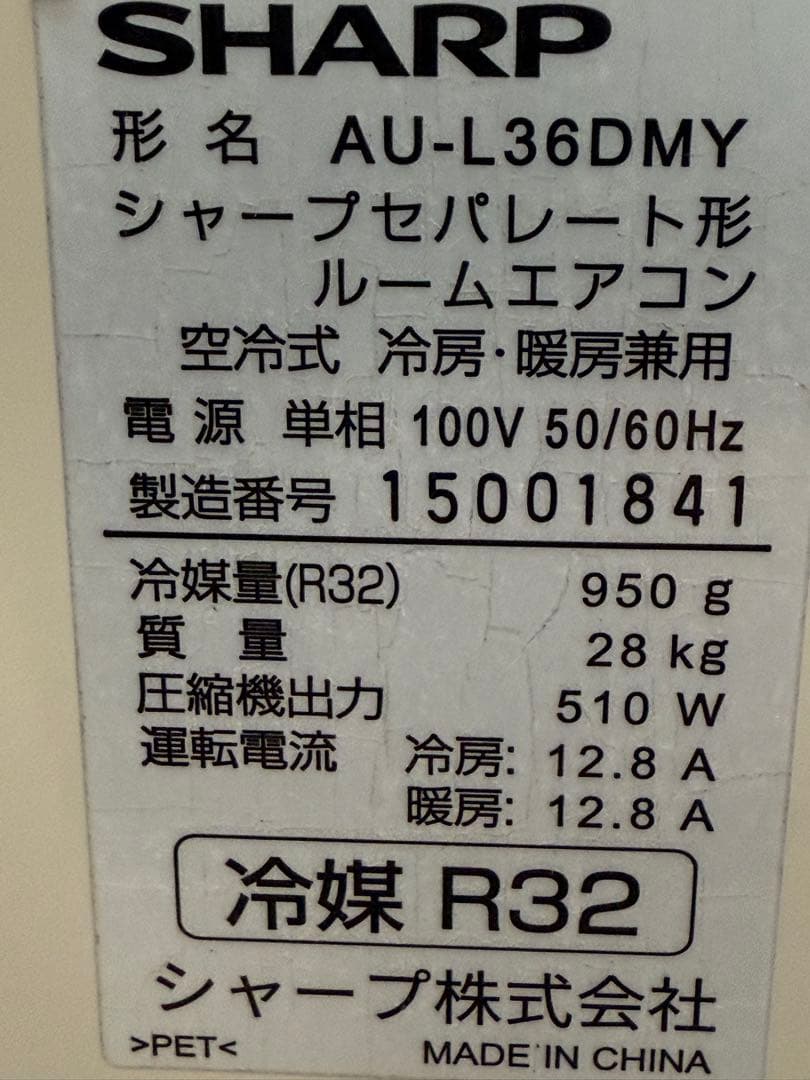 SHARP
形 名 AU-L36DMY
シャープセパレート形
ルームエアコン
空冷式 冷房・暖房兼用
電 源 単相 100V 50/60Hz
製造番号 15001841
冷媒量(R32) 950 g
質 量 28 kg
圧縮機出力 510 W
運転電流 冷房: 12.8 A
暖房: 12.8 A
冷媒 R32
シャープ株式会社
>PET< MADE IN CHINA